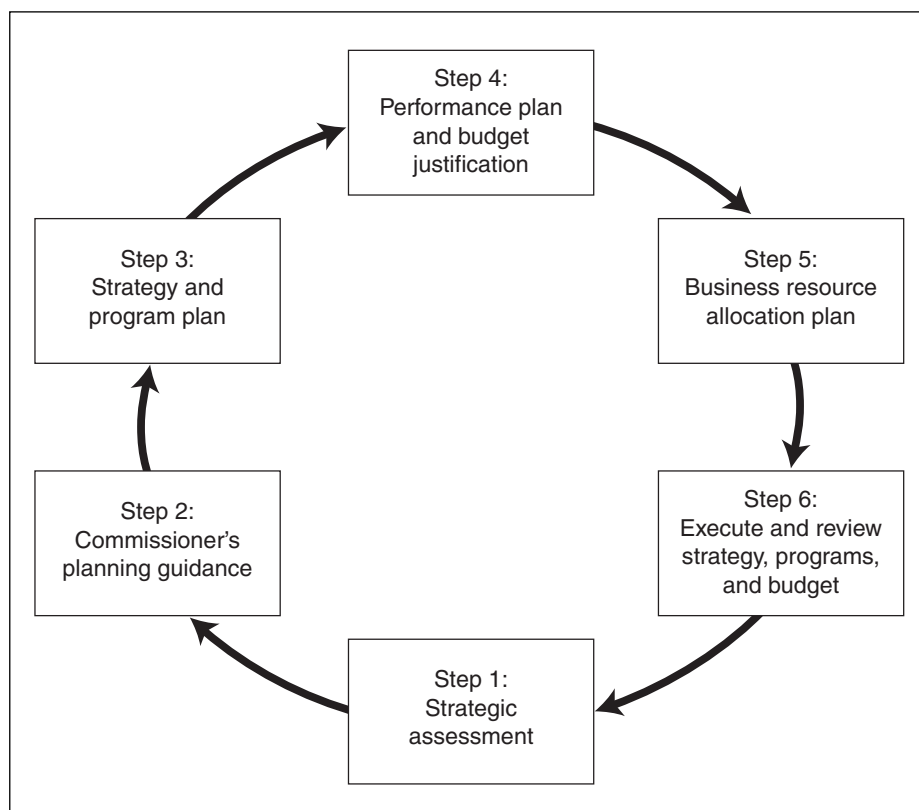 Step 4:
Performance plan
and budget
justification
Step 3:
Strategy and
program plan
Step 5:
Business resource
allocation plan
Step 2:
Commissioner’s
planning guidance
Step 6:
Execute and review
strategy, programs,
and budget
Step 1:
Strategic
assessment